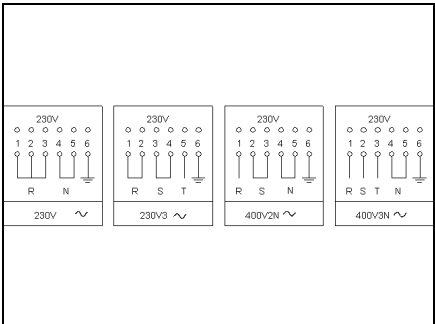 230V
1 2 3 4 5 6
R N
230V
230V
1 2 3 4 5 6
R S T
230V3
230V
1 2 3 4 5 6
R S N
400V2N
230V
1 2 3 4 5 6
R S T N
400V3N